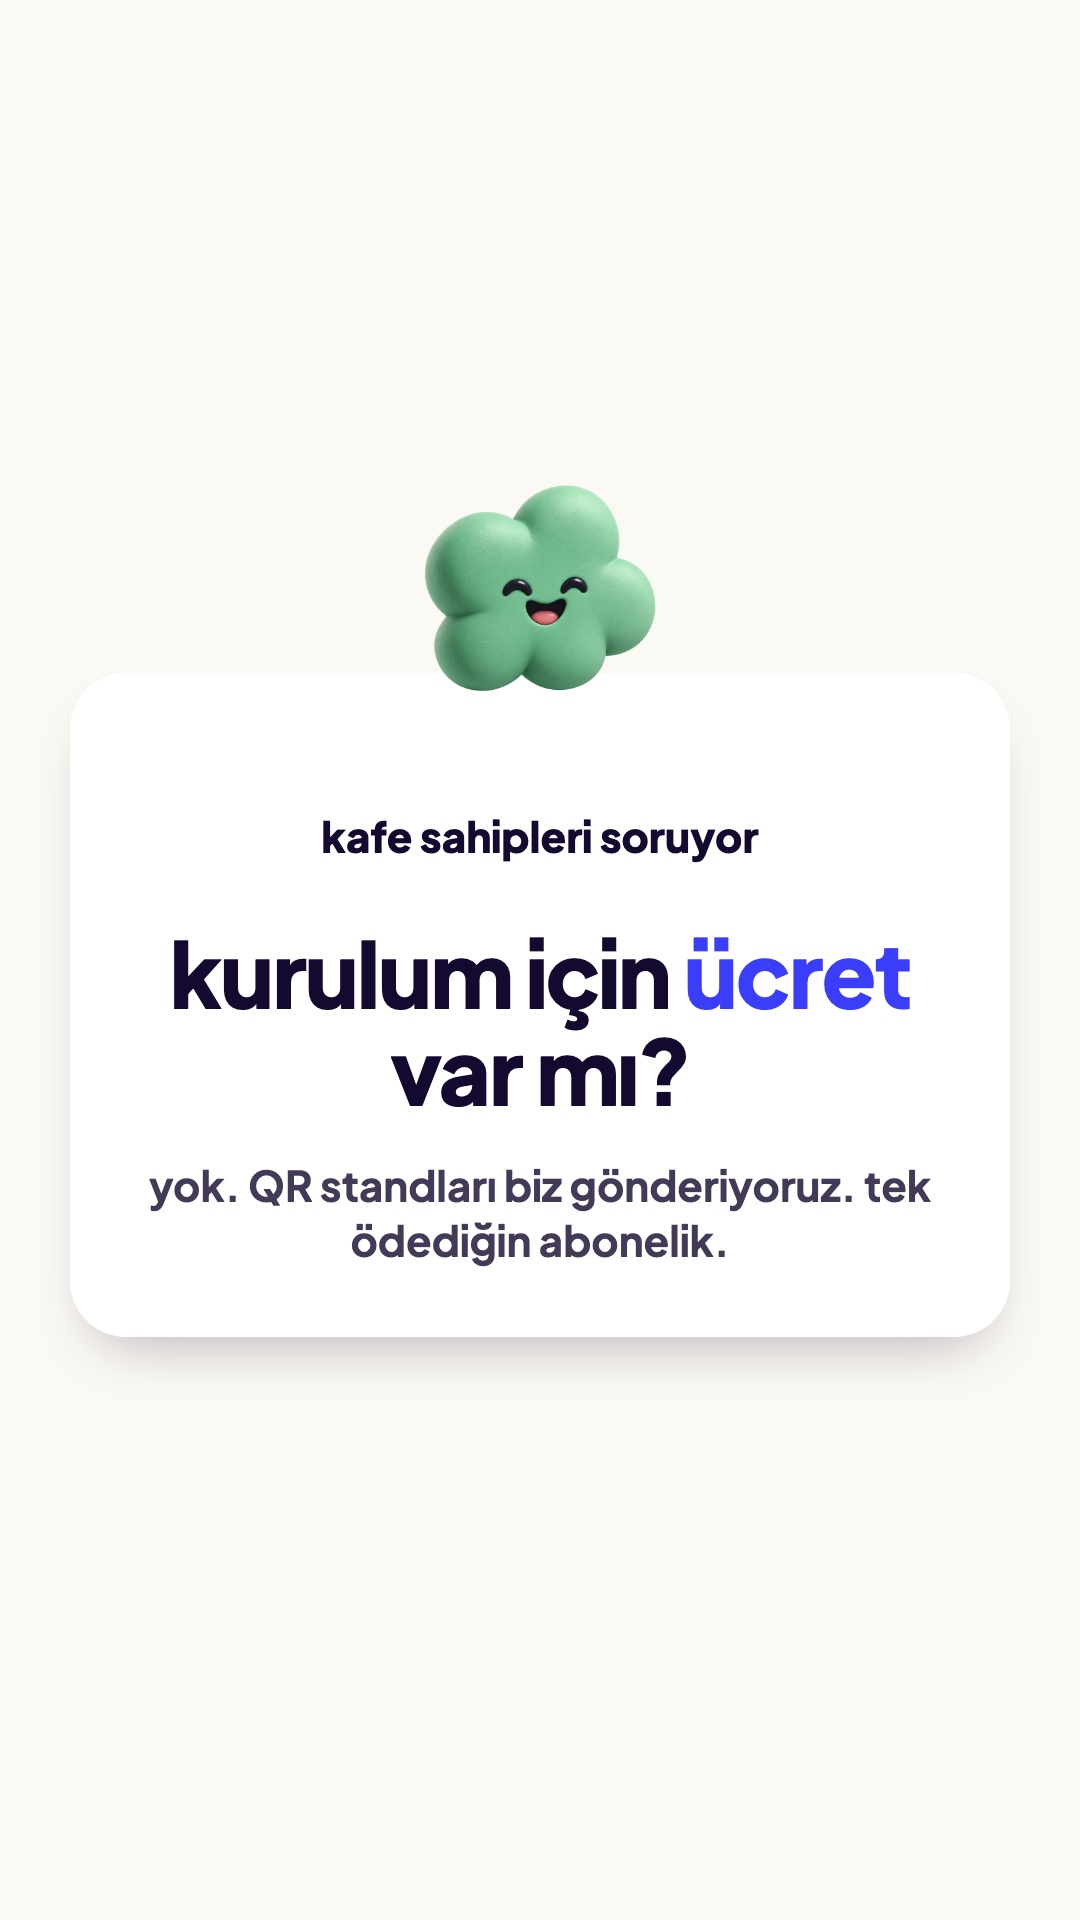 kafe sahipleri soruyor
kurulum için ücret
var mı?
yok. QR standları biz gönderiyoruz. tek
ödediğin abonelik.